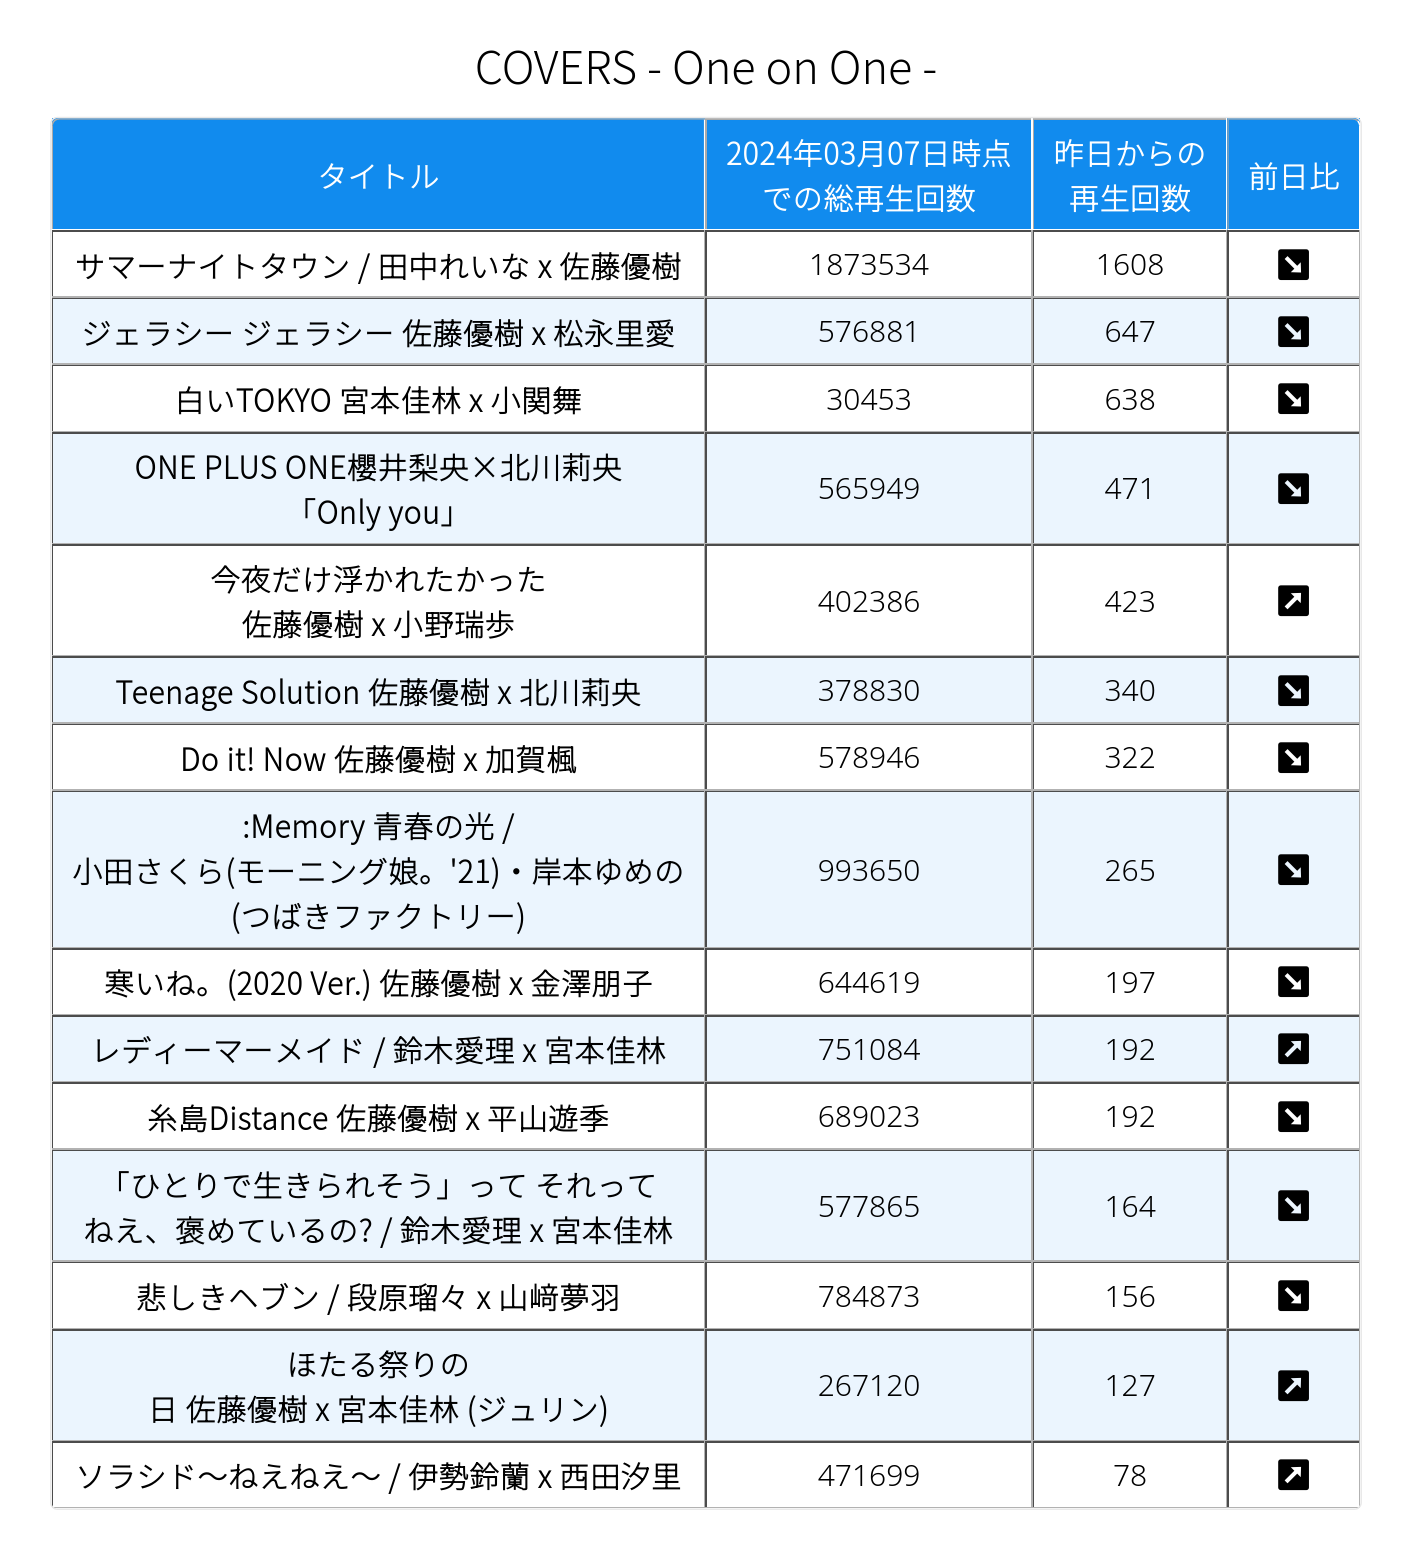 COVERS - One on One -
タイトル
2024年03月07日時点
での総再生回数
昨日からの
再生回数
前日比
サマーナイトタウン / 田中れいな x 佐藤優樹
1873534
1608
ジェラシー ジェラシー 佐藤優樹 x 松永里愛
576881
647
白いTOKYO 宮本佳林 x 小関舞
30453
638
ONE PLUS ONE櫻井梨央×北川莉央
「Only you」
565949
471
今夜だけ浮かれたかった
佐藤優樹 x 小野瑞歩
402386
423
Teenage Solution 佐藤優樹 x 北川莉央
378830
340
Do it! Now 佐藤優樹 x 加賀楓
578946
322
:Memory 青春の光 /
小田さくら(モーニング娘。'21)・岸本ゆめの
(つばきファクトリー)
993650
265
寒いね。(2020 Ver.) 佐藤優樹 x 金澤朋子
644619
197
レディーマーメイド / 鈴木愛理 x 宮本佳林
751084
192
糸島Distance 佐藤優樹 x 平山遊季
689023
192
「ひとりで生きられそう」って それって
ねえ、褒めているの? / 鈴木愛理 x 宮本佳林
577865
164
悲しきヘブン / 段原瑠々 x 山﨑夢羽
784873
156
ほたる祭りの
日 佐藤優樹 x 宮本佳林 (ジュリン)
267120
127
ソラシド〜ねえねえ〜 / 伊勢鈴蘭 x 西田汐里
471699
78